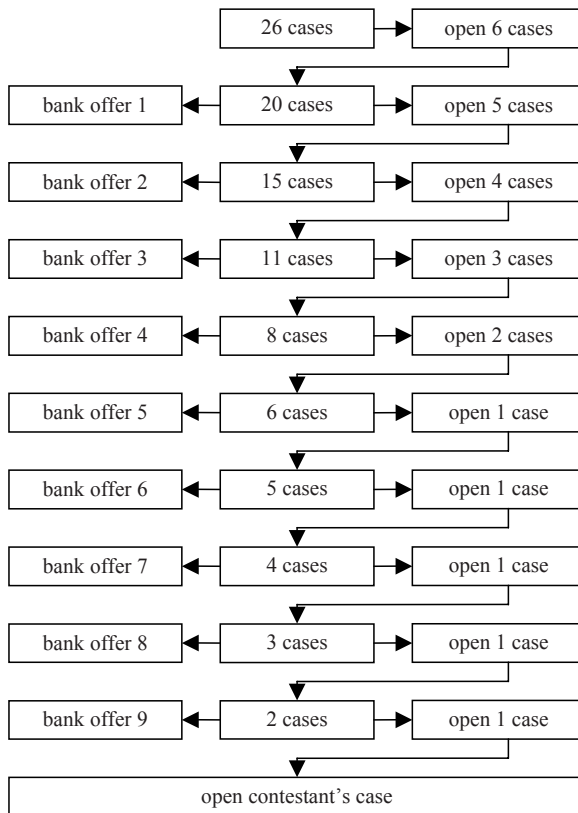 26 cases
open 6 cases
bank offer 1
20 cases
open 5 cases
bank offer 2
15 cases
open 4 cases
bank offer 3
11 cases
open 3 cases
bank offer 4
8 cases
open 2 cases
bank offer 5
6 cases
open 1 case
bank offer 6
5 cases
open 1 case
bank offer 7
4 cases
open 1 case
bank offer 8
3 cases
open 1 case
bank offer 9
2 cases
open 1 case
open contestant’s case